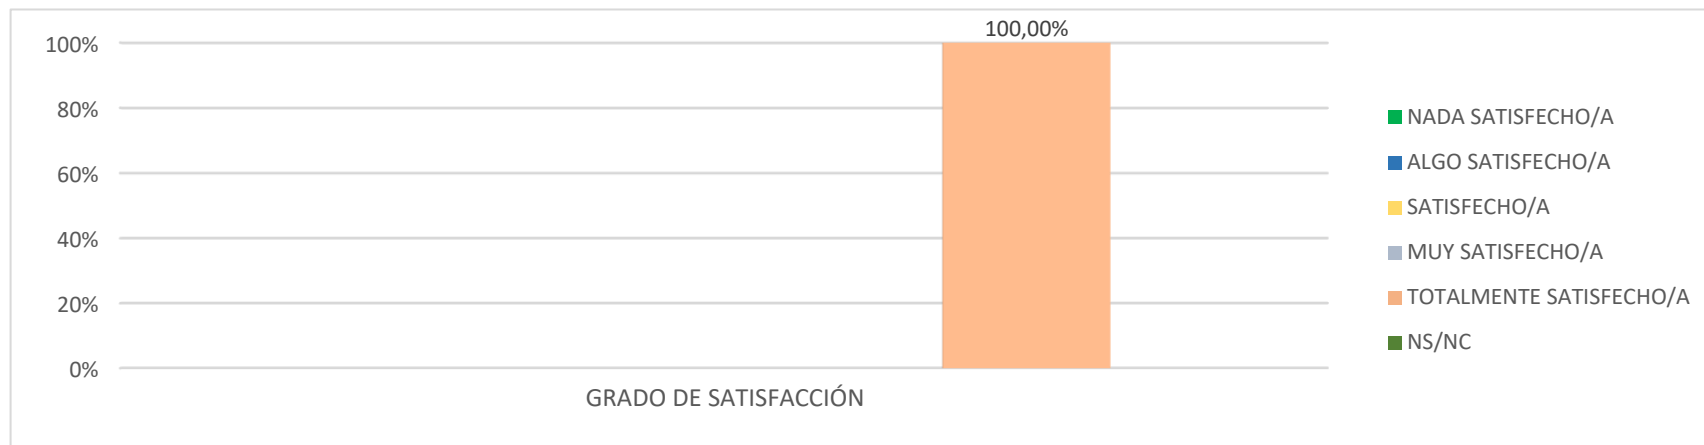 100,00%
100%
80%
60%
40%
20%
0%
GRADO DE SATISFACCIÓN
NADA SATISFECHO/A
ALGO SATISFECHO/A
SATISFECHO/A
MUY SATISFECHO/A
TOTALMENTE SATISFECHO/A
NS/NC